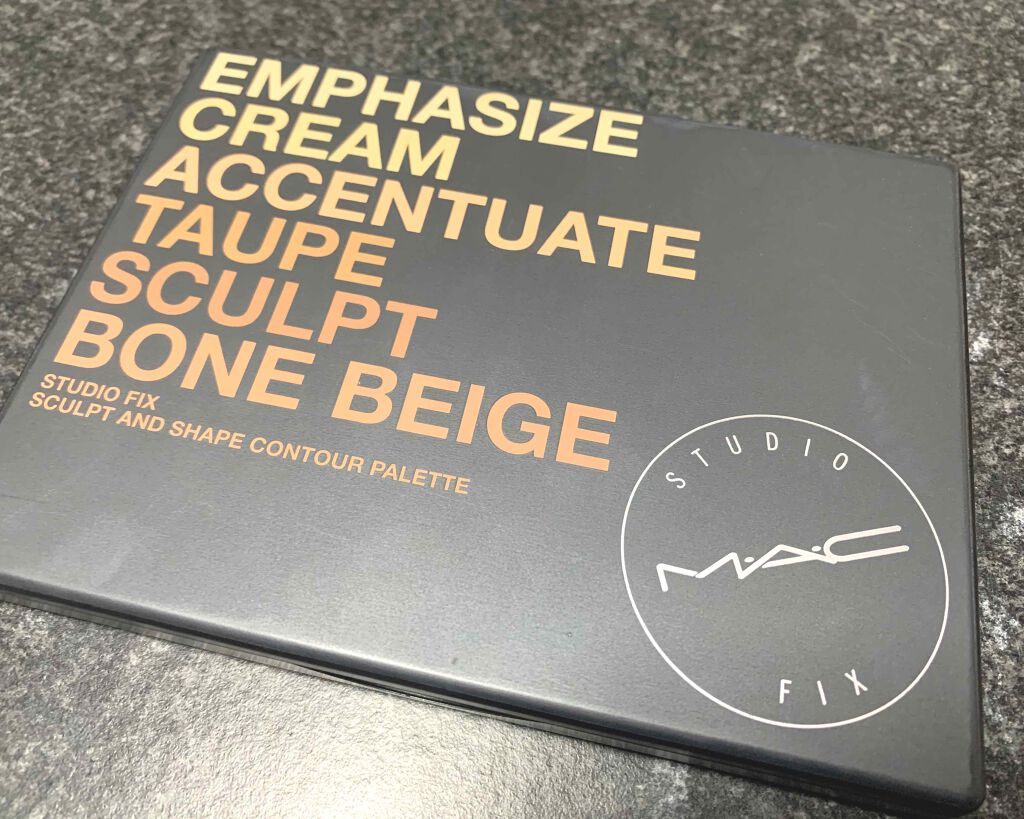 EMPHASIZE
CREAM
ACCENTUATE
TAUPE
SCULPT
BONE BEIGE
STUDIO FIX
SCULPT AND SHAPE CONTOUR PALETTE
STUDIO
M·A·C
FIX